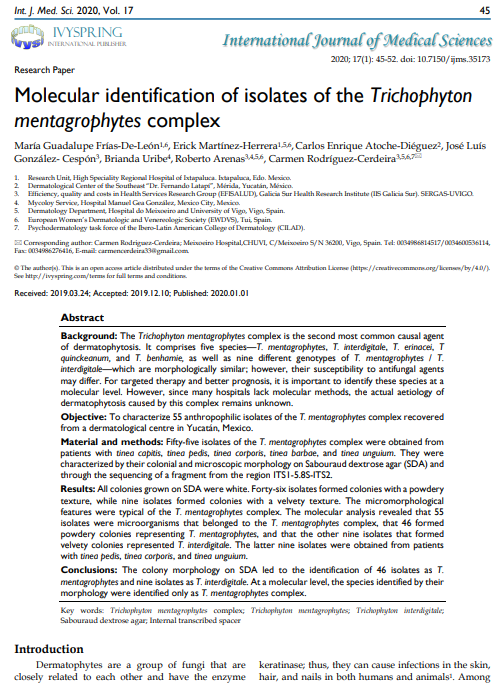 Int. J. Med. Sci. 2020, Vol. 17
45
IVYSPRING
INTERNATIONAL PUBLISHER
International Journal of Medical Sciences
2020; 17(1): 45-52. doi: 10.7150/ijms.35173
Research Paper
Molecular identification of isolates of the Trichophyton
mentagrophytes complex
María Guadalupe Frías-De-León1,6, Erick Martínez-Herrera1,5,6, Carlos Enrique Atoche-Diéguez2, José Luis
González- Cespón3, Brianda Uribe4, Roberto Arenas3,4,5,6, Carmen Rodríguez-Cerdeira3,5,6,7✉
1. Research Unit, High Speciality Regional Hospital of Ixtapaluca. Ixtapaluca, Edo. Mexico.
2. Dermatological Center of the Southeast "Dr. Fernando Latapí", Mérida, Yucatán, México.
3. Efficiency, quality and costs in Health Services Research Group (EFISALUD), Galicia Sur Health Research Institute (IIS Galicia Sur). SERGAS-UVIGO.
4. Mycoloy Service, Hospital Manuel Gea González, Mexico City, Mexico.
5. Dermatology Department, Hospital do Meixoeiro and University of Vigo, Vigo, Spain.
6. European Women's Dermatologic and Venereologic Society (EWDVS), Tui, Spain.
7. Psychodermatology task force of the Ibero-Latin American College of Dermatology (CILAD).
✉ Corresponding author: Carmen Rodriguez-Cerdeira; Meixoeiro Hospital,CHUVI, C/Meixoeiro S/N 36200, Vigo, Spain. Tel: 0034986814517/0034600536114,
Fax: 0034986276416, E-mail: carmencerdeira33@gmail.com.
© The author(s). This is an open access article distributed under the terms of the Creative Commons Attribution License (https://creativecommons.org/licenses/by/4.0/).
See http://ivyspring.com/terms for full terms and conditions.
Received: 2019.03.24; Accepted: 2019.12.10; Published: 2020.01.01
Abstract
Background: The Trichophyton mentagrophytes complex is the second most common causal agent
of dermatophytosis. It comprises five species—T. mentagrophytes, T. interdigitale, T. erinacei, T
quinckeanum, and T. benhamie, as well as nine different genotypes of T. mentagrophytes / T.
interdigitale—which are morphologically similar; however, their susceptibility to antifungal agents
may differ. For targeted therapy and better prognosis, it is important to identify these species at a
molecular level. However, since many hospitals lack molecular methods, the actual aetiology of
dermatophytosis caused by this complex remains unknown.
Objective: To characterize 55 anthropophilic isolates of the T. mentagrophytes complex recovered
from a dermatological centre in Yucatán, Mexico.
Material and methods: Fifty-five isolates of the T. mentagrophytes complex were obtained from
patients with tinea capitis, tinea pedis, tinea corporis, tinea barbae, and tinea unguium. They were
characterized by their colonial and microscopic morphology on Sabouraud dextrose agar (SDA) and
through the sequencing of a fragment from the region ITS1-5.8S-ITS2.
Results: All colonies grown on SDA were white. Forty-six isolates formed colonies with a powdery
texture, while nine isolates formed colonies with a velvety texture. The micromorphological
features were typical of the T. mentagrophytes complex. The molecular analysis revealed that 55
isolates were microorganisms that belonged to the T. mentagrophytes complex, that 46 formed
powdery colonies representing T. mentagrophytes, and that the other nine isolates that formed
velvety colonies represented T. interdigitale. The latter nine isolates were obtained from patients
with tinea pedis, tinea corporis, and tinea unguium.
Conclusions: The colony morphology on SDA led to the identification of 46 isolates as T.
mentagrophytes and nine isolates as T. interdigitale. At a molecular level, the species identified by their
morphology were identified only as T. mentagrophytes complex.
Key words: Trichophyton mentagrophytes complex; Trichophyton mentagrophytes; Trichophyton interdigitale;
Sabouraud dextrose agar; Internal transcribed spacer
Introduction
Dermatophytes are a group of fungi that are
closely related to each other and have the enzyme
keratinase; thus, they can cause infections in the skin,
hair, and nails in both humans and animals1. Among